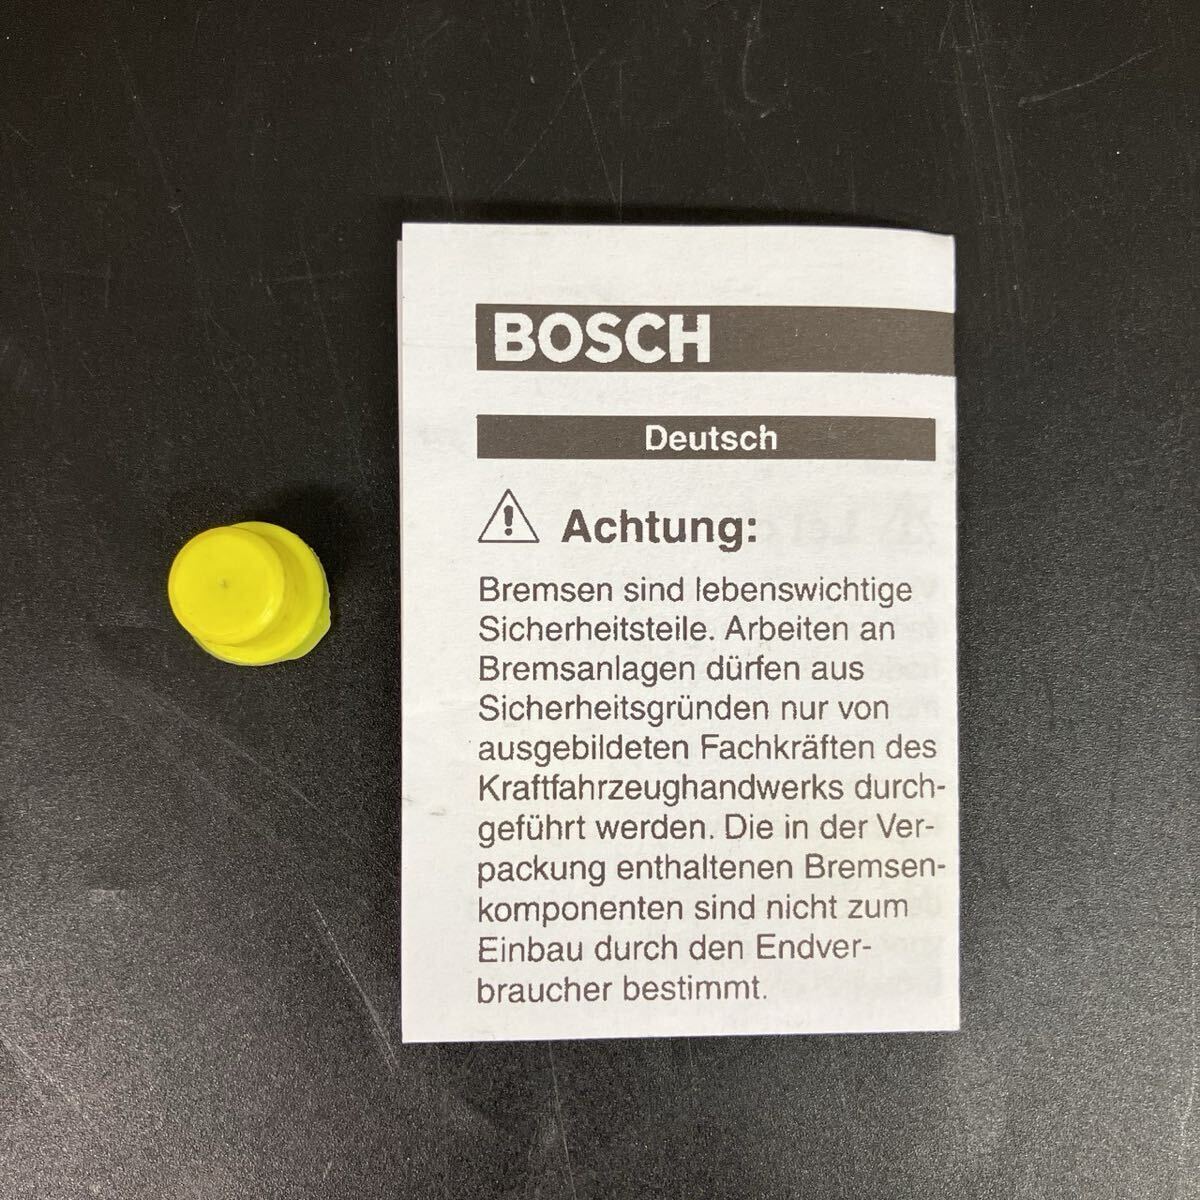 BOSCH
Deutsch
Achtung:
Bremsen sind lebenswichtige
Sicherheitsteile. Arbeiten an
Bremsanlagen dürfen aus
Sicherheitsgründen nur von
ausgebildeten Fachkräften des
Kraftfahrzeughandwerks durch-
geführt werden. Die in der Ver-
packung enthaltenen Bremsen-
komponenten sind nicht zum
Einbau durch den Endver-
braucher bestimmt.